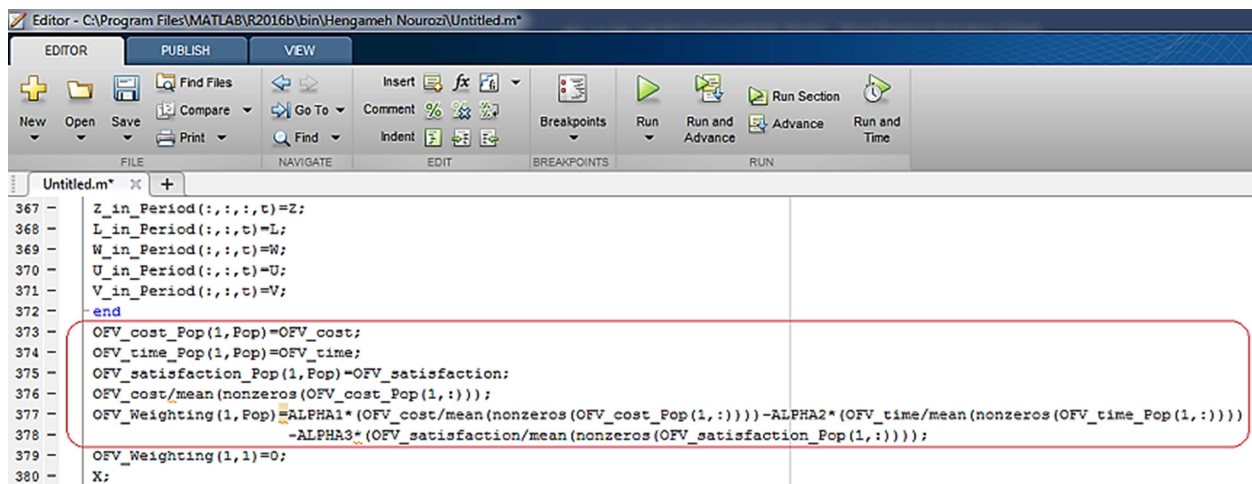 Editor - C:\Program Files\MATLAB\R2016b\bin\Hengameh Nourozi\Untitled.m*
EDITOR PUBLISH VIEW
New Open Save Find Files Compare Print
Go To Find
Insert fx
Comment %
Indent
Breakpoints
Run Run and Advance Run Section Advance Run and Time
FILE NAVIGATE EDIT BREAKPOINTS RUN
Untitled.m* × +
367 – Z_in_Period(:,:,:,t)=Z;
368 – L_in_Period(:,:,t)=L;
369 – W_in_Period(:,:,t)=W;
370 – U_in_Period(:,:,t)=U;
371 – V_in_Period(:,:,t)=V;
372 – end
373 – OFV_cost_Pop(1,Pop)=OFV_cost;
374 – OFV_time_Pop(1,Pop)=OFV_time;
375 – OFV_satisfaction_Pop(1,Pop)=OFV_satisfaction;
376 – OFV_cost/mean(nonzeros(OFV_cost_Pop(1,:)));
377 – OFV_Weighting(1,Pop)=ALPHA1*(OFV_cost/mean(nonzeros(OFV_cost_Pop(1,:))))-ALPHA2*(OFV_time/mean(nonzeros(OFV_time_Pop(1,:))))
378 – -ALPHA3*(OFV_satisfaction/mean(nonzeros(OFV_satisfaction_Pop(1,:))));
379 – OFV_Weighting(1,1)=0;
380 – X;